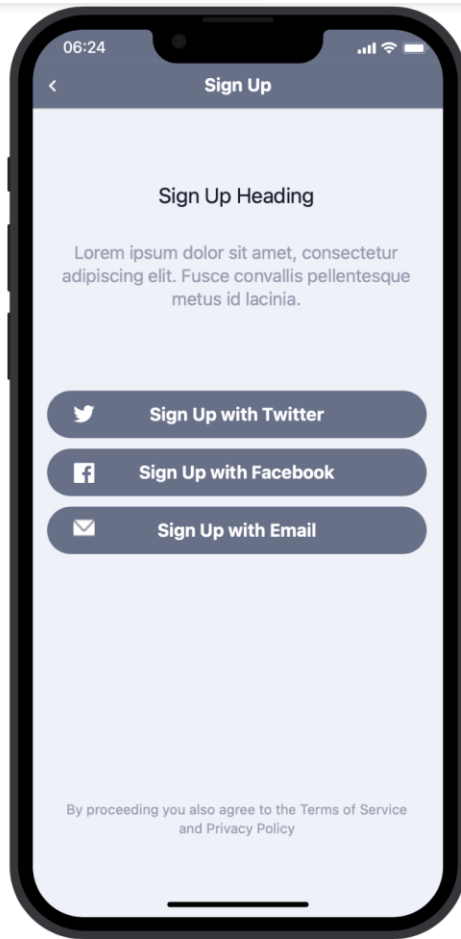 06:24
Sign Up
Sign Up Heading
Lorem ipsum dolor sit amet, consectetur
adipiscing elit. Fusce convallis pellentesque
metus id lacinia.
Sign Up with Twitter
Sign Up with Facebook
Sign Up with Email
By proceeding you also agree to the Terms of Service
and Privacy Policy